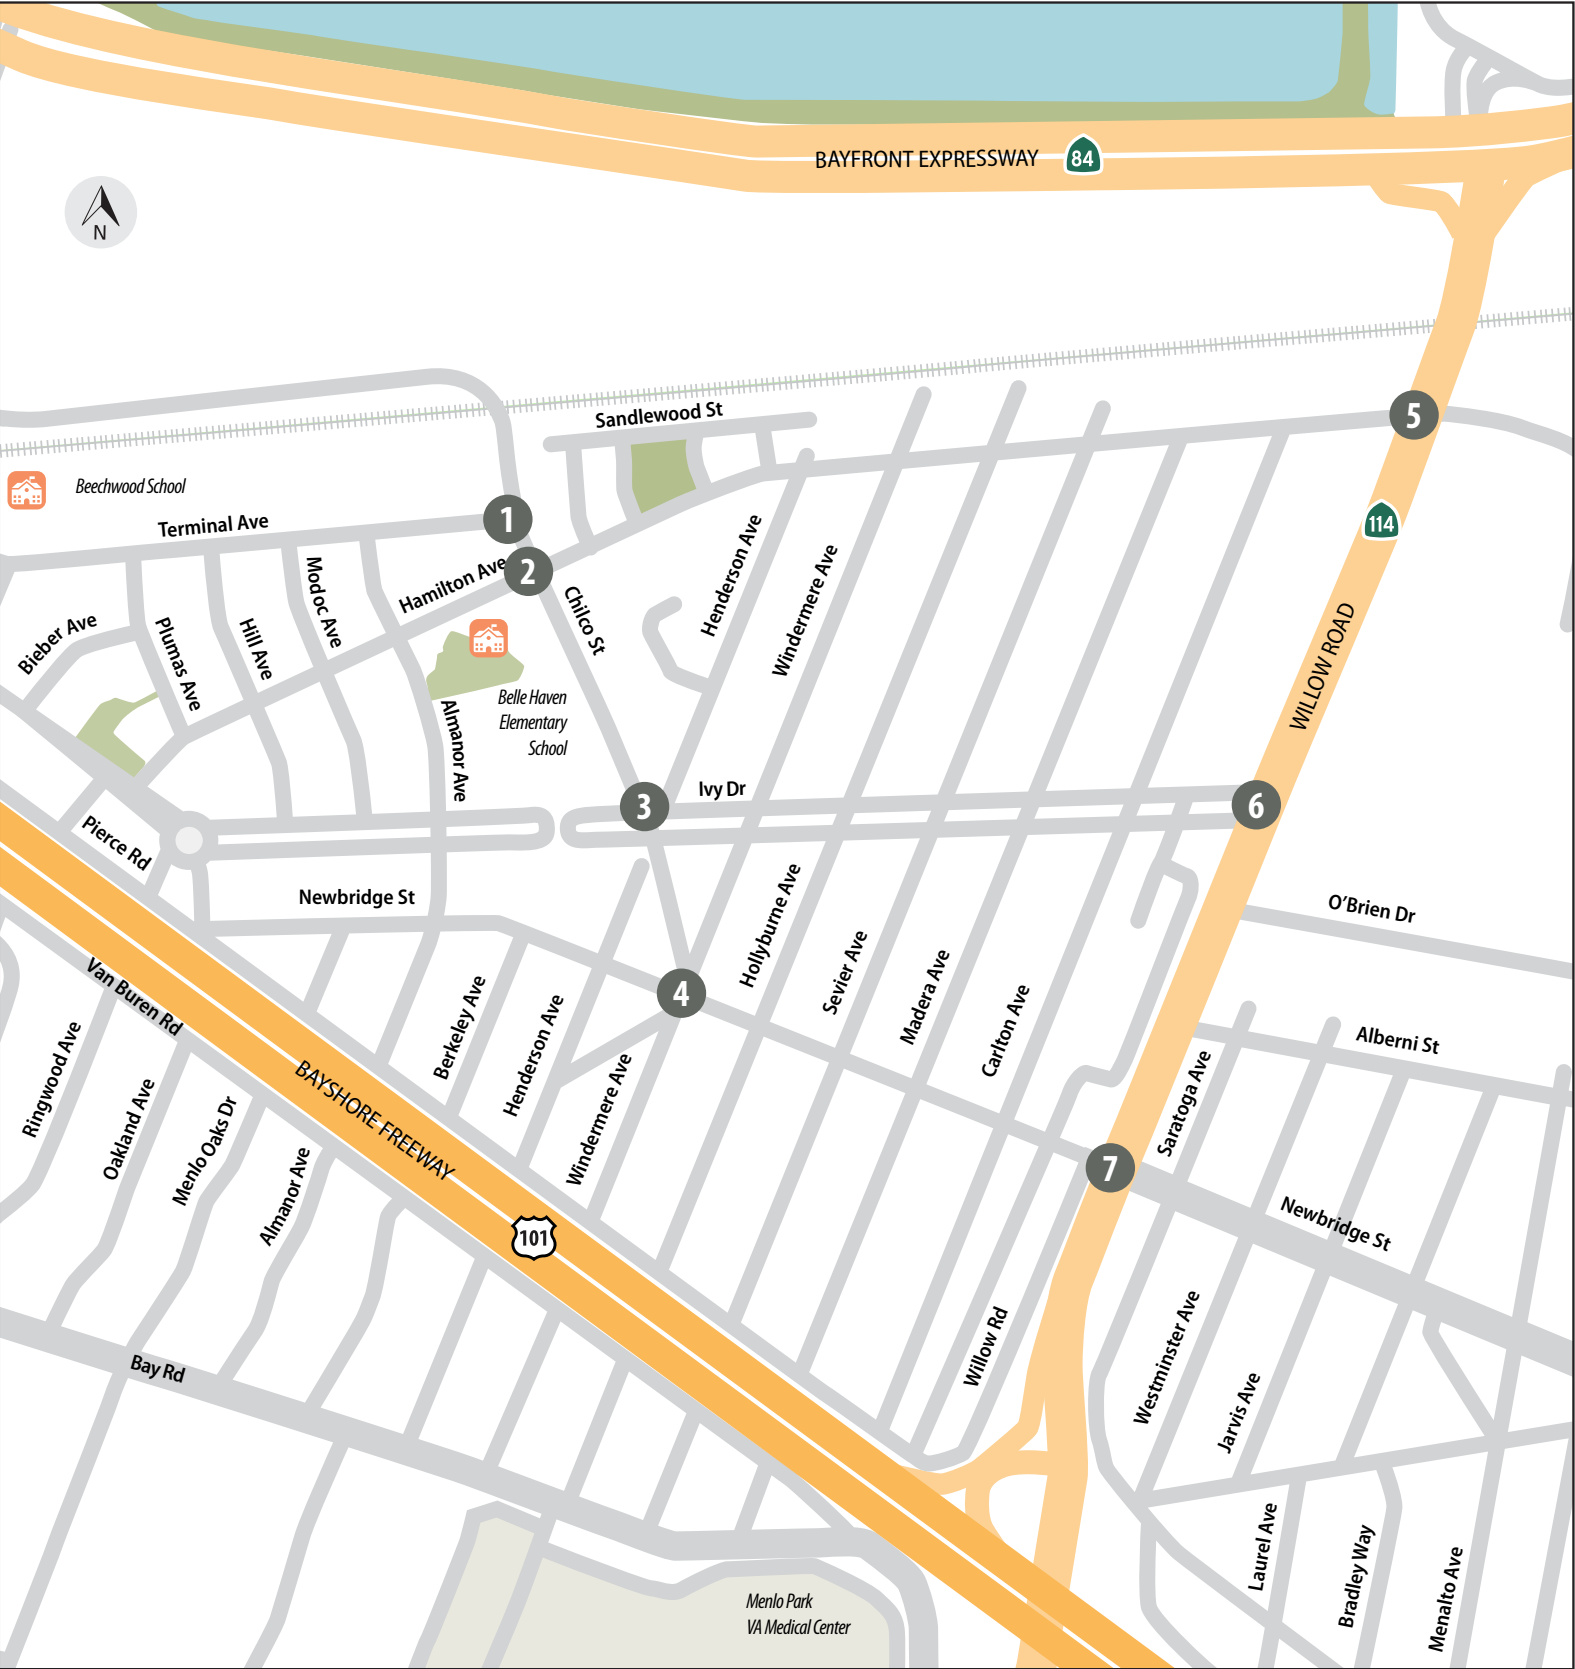 BAYFRONT EXPRESSWAY
84
N
Sandlewood St
5
Beechwood School
1
Terminal Ave
114
Hamilton Ave
2
Modoc Ave
Henderson Ave
Windermere Ave
Chilco St
Bieber Ave
Plumas Ave
Hill Ave
WILLOW ROAD
Belle Haven
Elementary
School
Almanor Ave
Ivy Dr
3
6
Pierce Rd
Newbridge St
O'Brien Dr
Hollyburne Ave
Sevier Ave
Madera Ave
Carlton Ave
Van Buren Rd
4
Berkeley Ave
Henderson Ave
Windermere Ave
Ringwood Ave
Oakland Ave
Menlo Oaks Dr
Almanor Ave
BAYSHORE FREEWAY
Alberni St
Saratoga Ave
7
101
Newbridge St
Willow Rd
Westminster Ave
Jarvis Ave
Bay Rd
Laurel Ave
Bradley Way
Menalto Ave
Menlo Park
VA Medical Center